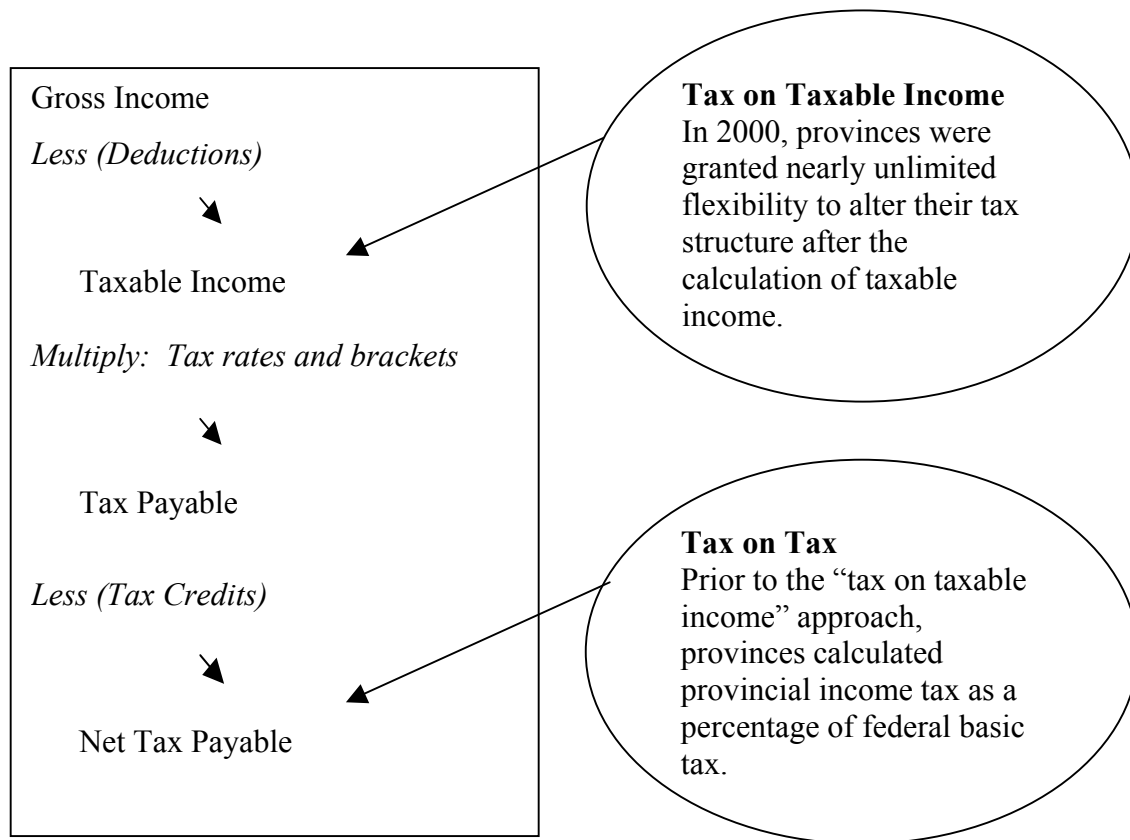 Gross Income
Less (Deductions)
Taxable Income
Multiply: Tax rates and brackets
Tax Payable
Less (Tax Credits)
Net Tax Payable
Tax on Taxable Income
In 2000, provinces were
granted nearly unlimited
flexibility to alter their tax
structure after the
calculation of taxable
income.
Tax on Tax
Prior to the “tax on taxable
income” approach,
provinces calculated
provincial income tax as a
percentage of federal basic
tax.